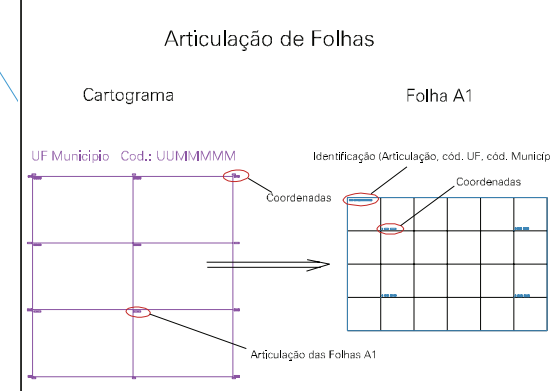 Articulação de Folhas
Cartograma
Folha A1
UF Municipio Cod.: UUMMMMM
Identificação (Articulação, cód. UF, cód. Municíp
Coordenadas
Coordenadas
Articulação das Folhas A1